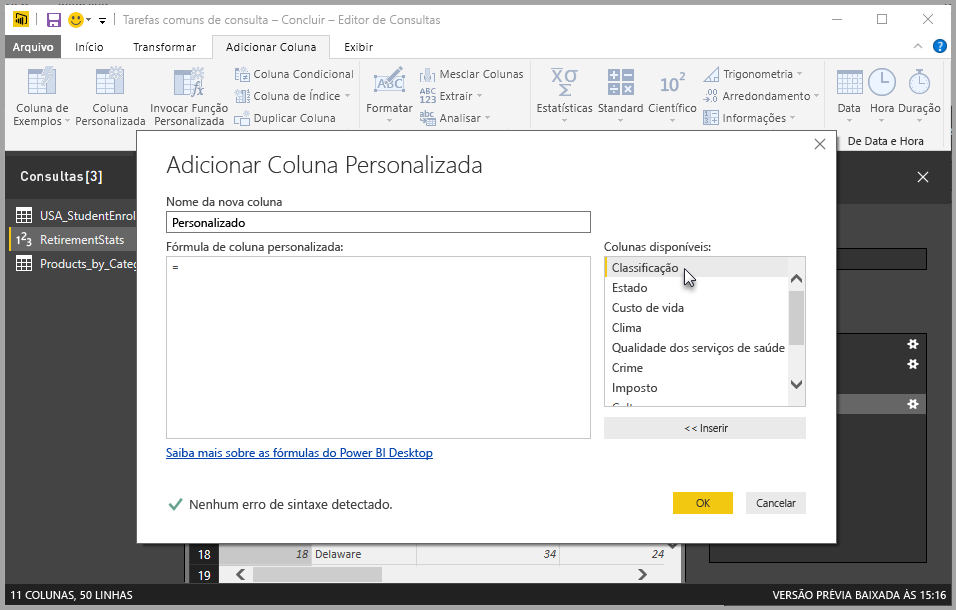 Tarefas comuns de consulta – Concluir – Editor de Consultas
Arquivo Início Transformar Adicionar Coluna Exibir
Coluna de Exemplos
Coluna Personalizada
Invocar Função Personalizada
Coluna Condicional
Coluna de Índice
Duplicar Coluna
Formatar
Mesclar Colunas
ABC 123 Extrair
abc Analisar
Estatísticas
Standard
10² Científico
Trigonometria
Arredondamento
Informações
Data
Hora
Duração
De Data e Hora
Consultas[3]
USA_StudentEnrol
RetirementStats
Products_by_Categ
Adicionar Coluna Personalizada
Nome da nova coluna
Personalizado
Fórmula de coluna personalizada:
=
Colunas disponíveis:
Classificação
Estado
Custo de vida
Clima
Qualidade dos serviços de saúde
Crime
Imposto
<< Inserir
Saiba mais sobre as fórmulas do Power BI Desktop
Nenhum erro de sintaxe detectado.
OK
Cancelar
18 18 Delaware 34 24
19
11 COLUNAS, 50 LINHAS
VERSÃO PRÉVIA BAIXADA ÀS 15:16